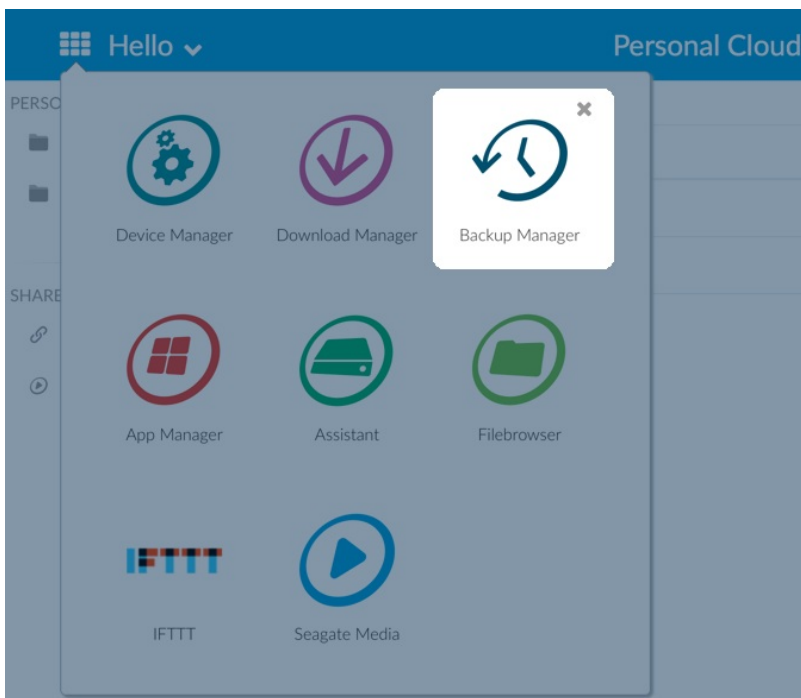 Hello
Personal Cloud
PERSO
Device Manager
Download Manager
Backup Manager
SHARE
App Manager
Assistant
Filebrowser
IFTTT
IFTTT
Seagate Media